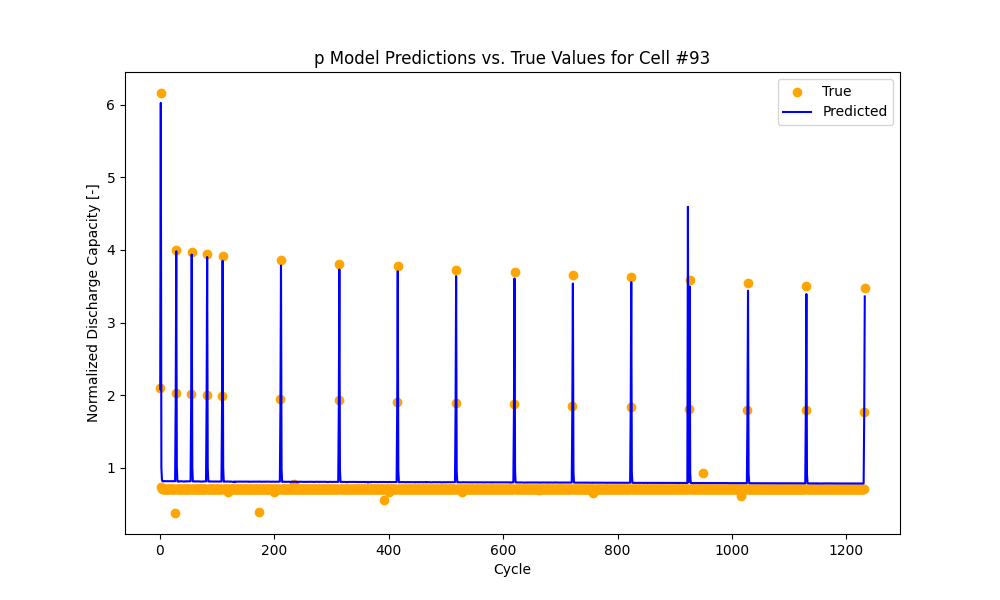 p Model Predictions vs. True Values for Cell #93
True
Predicted
Normalized Discharge Capacity [-]
6
5
4
3
2
1
0
200
400
600
800
1000
1200
Cycle